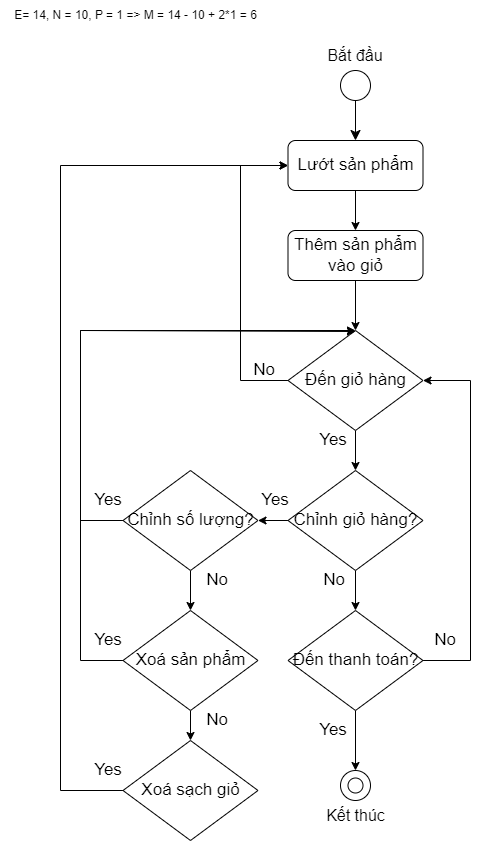 E= 14, N = 10, P = 1 => M = 14 - 10 + 2*1 = 6
Bắt đầu
Lướt sản phẩm
Thêm sản phẩm
vào giỏ
No
Đến giỏ hàng
Yes
Yes
Chỉnh số lượng?
Yes
Chỉnh giỏ hàng?
No
No
Yes
Xoá sản phẩm
Đến thanh toán?
No
No
Yes
Yes
Xoá sạch giỏ
Kết thúc